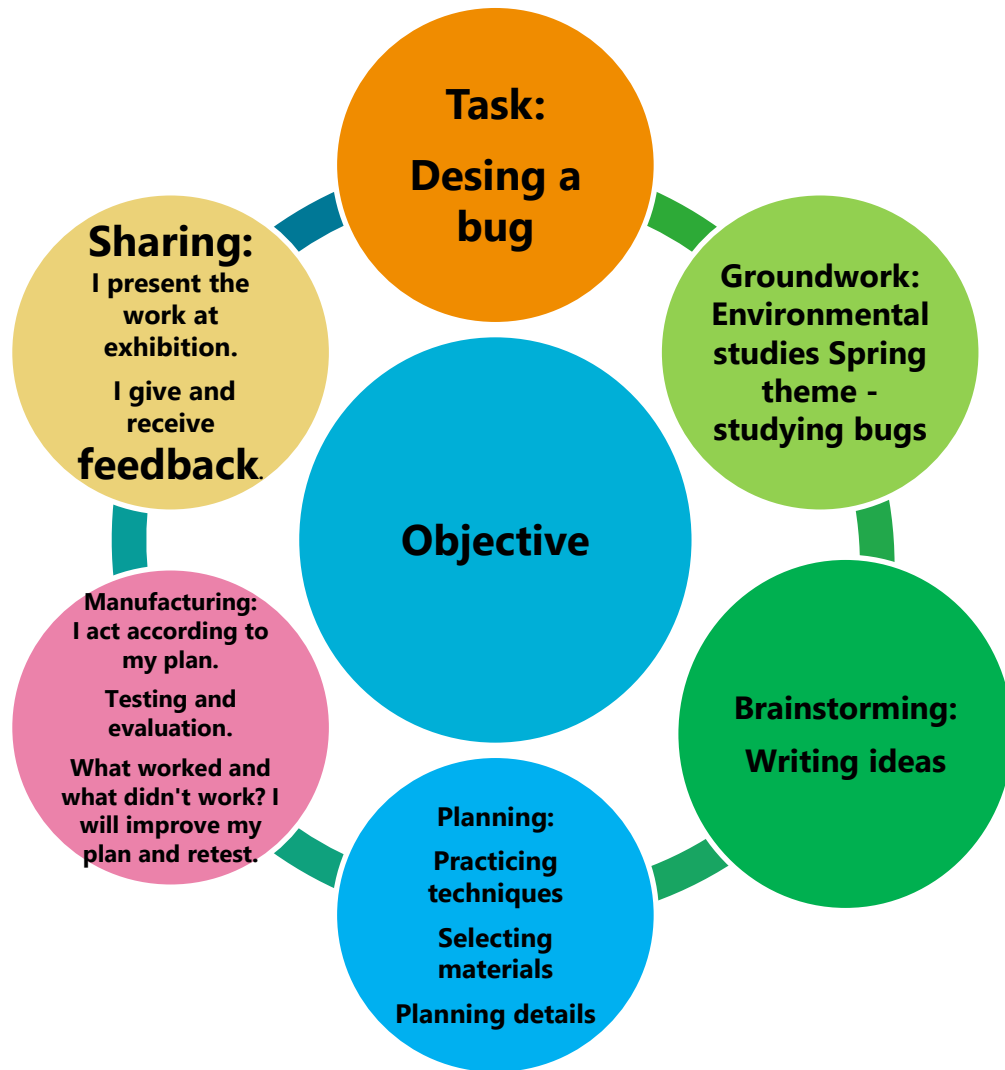 Task:
Desing a
bug
Groundwork:
Environmental
studies Spring
theme -
studying bugs
Brainstorming:
Writing ideas
Planning:
Practicing
techniques
Selecting
materials
Planning details
Manufacturing:
I act according to
my plan.
Testing and
evaluation.
What worked and
what didn't work? I
will improve my
plan and retest.
Sharing:
I present the
work at
exhibition.
I give and
receive
feedback.
Objective